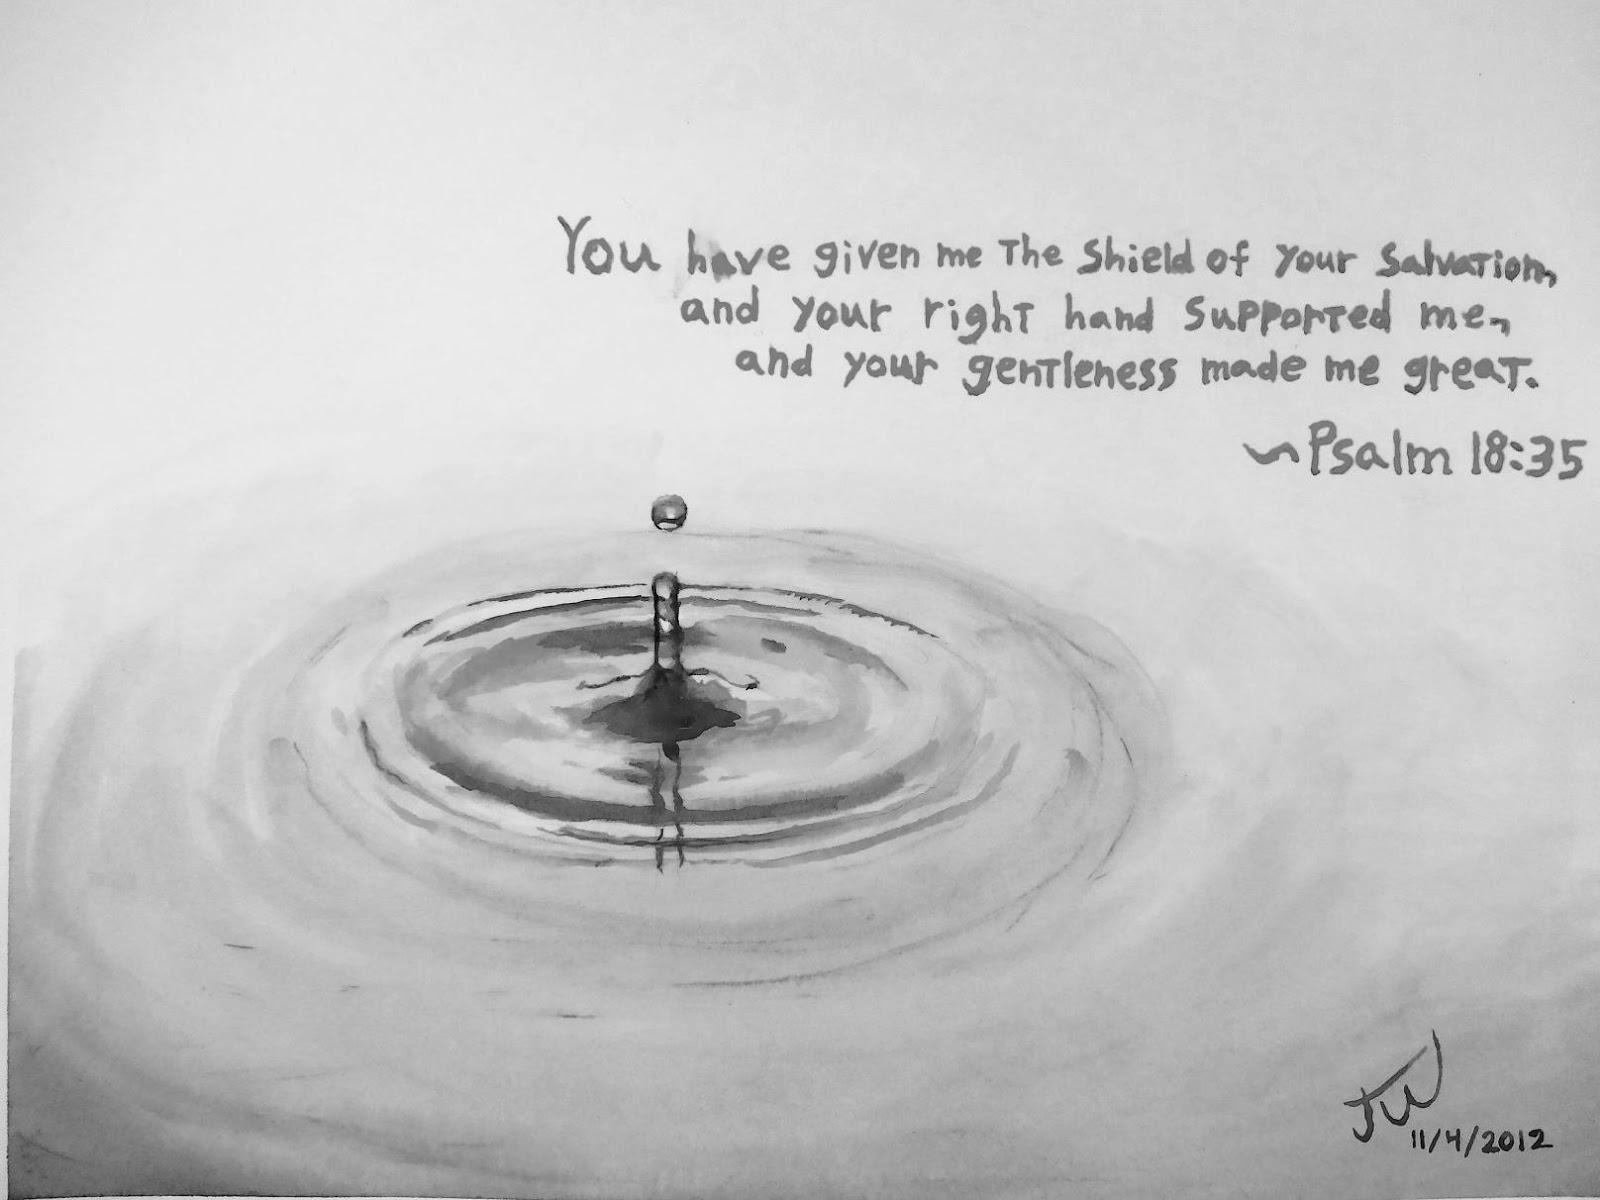 You have given me the shield of your salvation,
and your right hand supported me,
and your gentleness made me great.
~Psalm 18:35
JW
11/4/2012